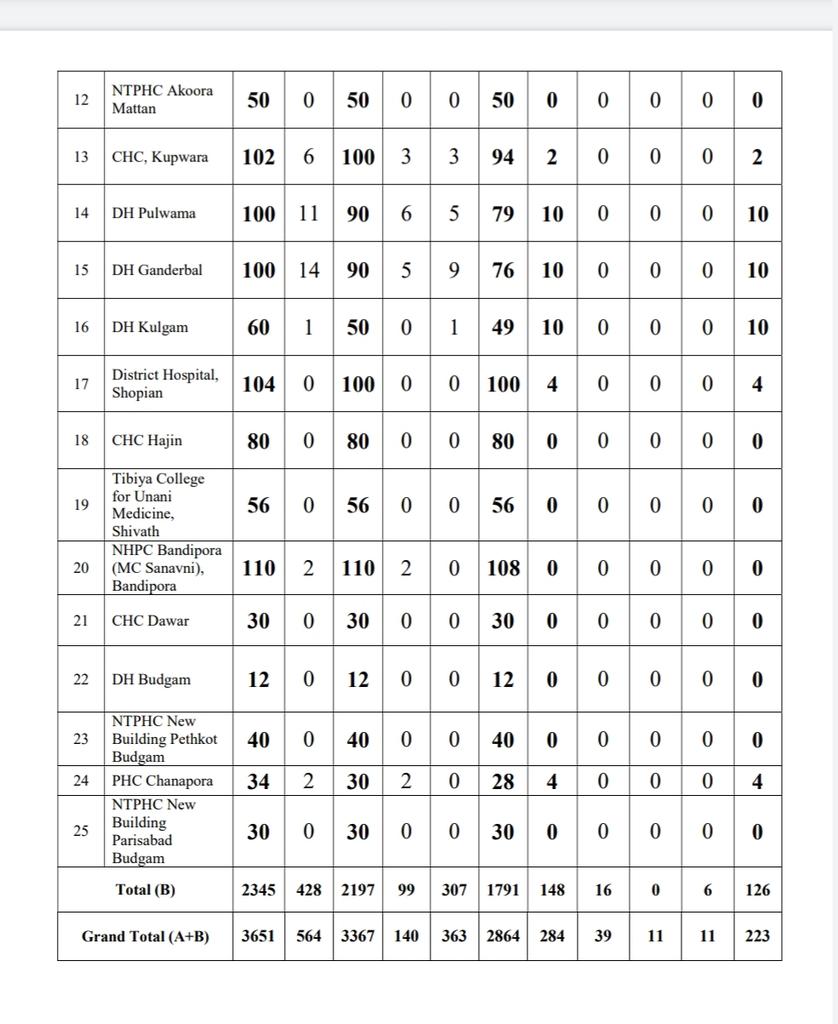 12 NTPHC Akoora Mattan 50 0 50 0 0 50 0 0 0 0 0
13 CHC, Kupwara 102 6 100 3 3 94 2 0 0 0 2
14 DH Pulwama 100 11 90 6 5 79 10 0 0 0 10
15 DH Ganderbal 100 14 90 5 9 76 10 0 0 0 10
16 DH Kulgam 60 1 50 0 1 49 10 0 0 0 10
17 District Hospital, Shopian 104 0 100 0 0 100 4 0 0 0 4
18 CHC Hajin 80 0 80 0 0 80 0 0 0 0 0
19 Tibiya College for Unani Medicine, Shivath 56 0 56 0 0 56 0 0 0 0 0
20 NHPC Bandipora (MC Sanavni), Bandipora 110 2 110 2 0 108 0 0 0 0 0
21 CHC Dawar 30 0 30 0 0 30 0 0 0 0 0
22 DH Budgam 12 0 12 0 0 12 0 0 0 0 0
23 NTPHC New Building Pethkot Budgam 40 0 40 0 0 40 0 0 0 0 0
24 PHC Chanapora 34 2 30 2 0 28 4 0 0 0 4
25 NTPHC New Building Parisabad Budgam 30 0 30 0 0 30 0 0 0 0 0
Total (B) 2345 428 2197 99 307 1791 148 16 0 6 126
Grand Total (A+B) 3651 564 3367 140 363 2864 284 39 11 11 223